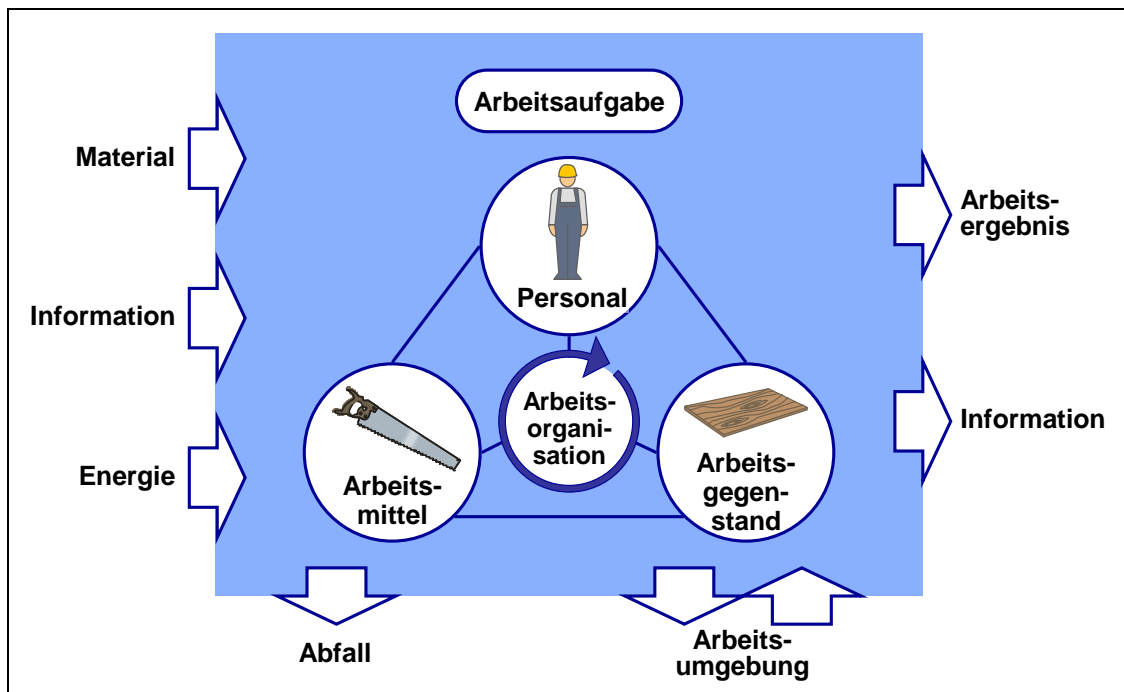 Arbeitsaufgabe
Material
Information
Energie
Personal
Arbeits-
organi-
sation
Arbeits-
mittel
Arbeits-
gegen-
stand
Arbeits-
ergebnis
Information
Abfall
Arbeits-
umgebung